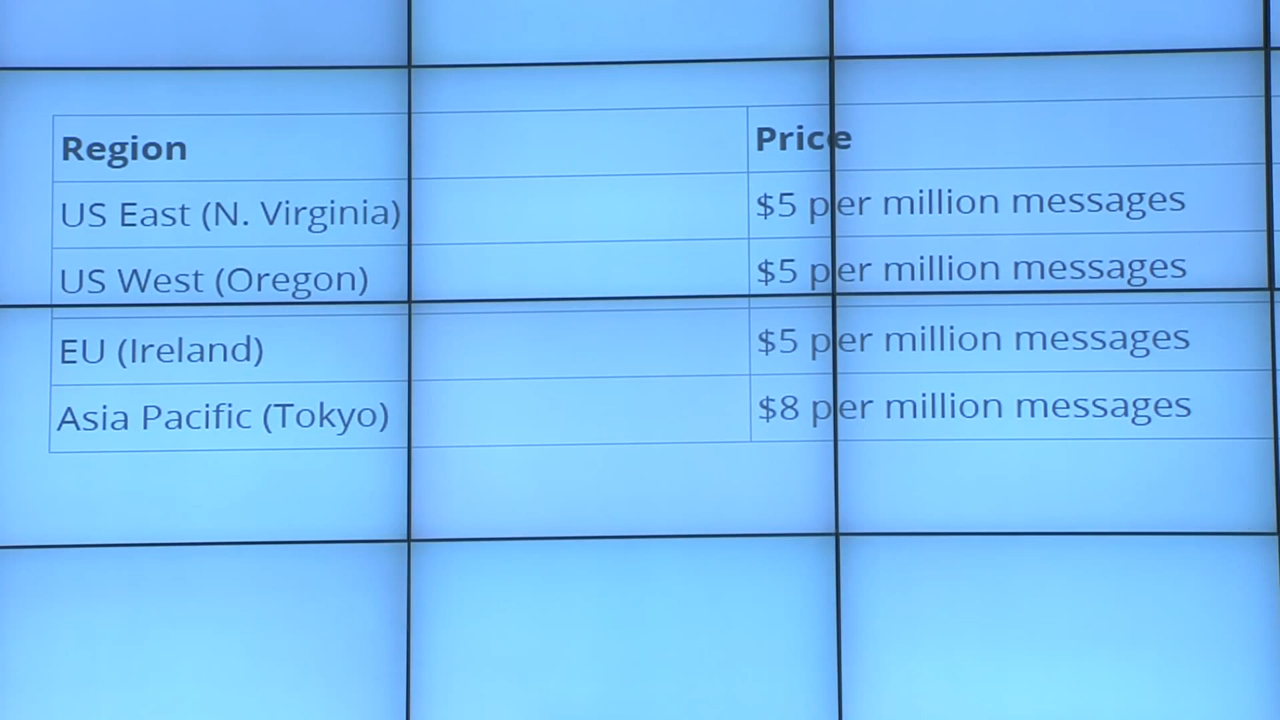 Region Price
US East (N. Virginia) $5 per million messages
US West (Oregon) $5 per million messages
EU (Ireland) $5 per million messages
Asia Pacific (Tokyo) $8 per million messages